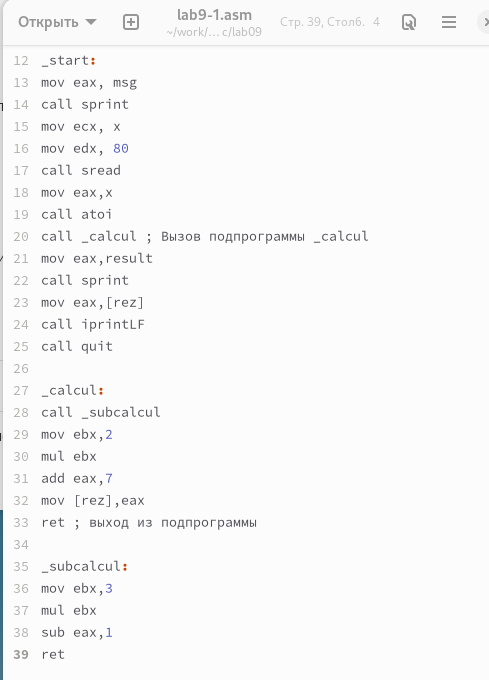 Открыть
lab9-1.asm
~/work/... c/lab09
Стр. 39, Столб. 4
12 _start:
13 mov eax, msg
14 call sprint
15 mov ecx, x
16 mov edx, 80
17 call sread
18 mov eax,x
19 call atoi
20 call _calcul ; Вызов подпрограммы _calcul
21 mov eax,result
22 call sprint
23 mov eax,[rez]
24 call iprintLF
25 call quit
26
27 _calcul:
28 call _subcalcul
29 mov ebx,2
30 mul ebx
31 add eax,7
32 mov [rez],eax
33 ret ; выход из подпрограммы
34
35 _subcalcul:
36 mov ebx,3
37 mul ebx
38 sub eax,1
39 ret